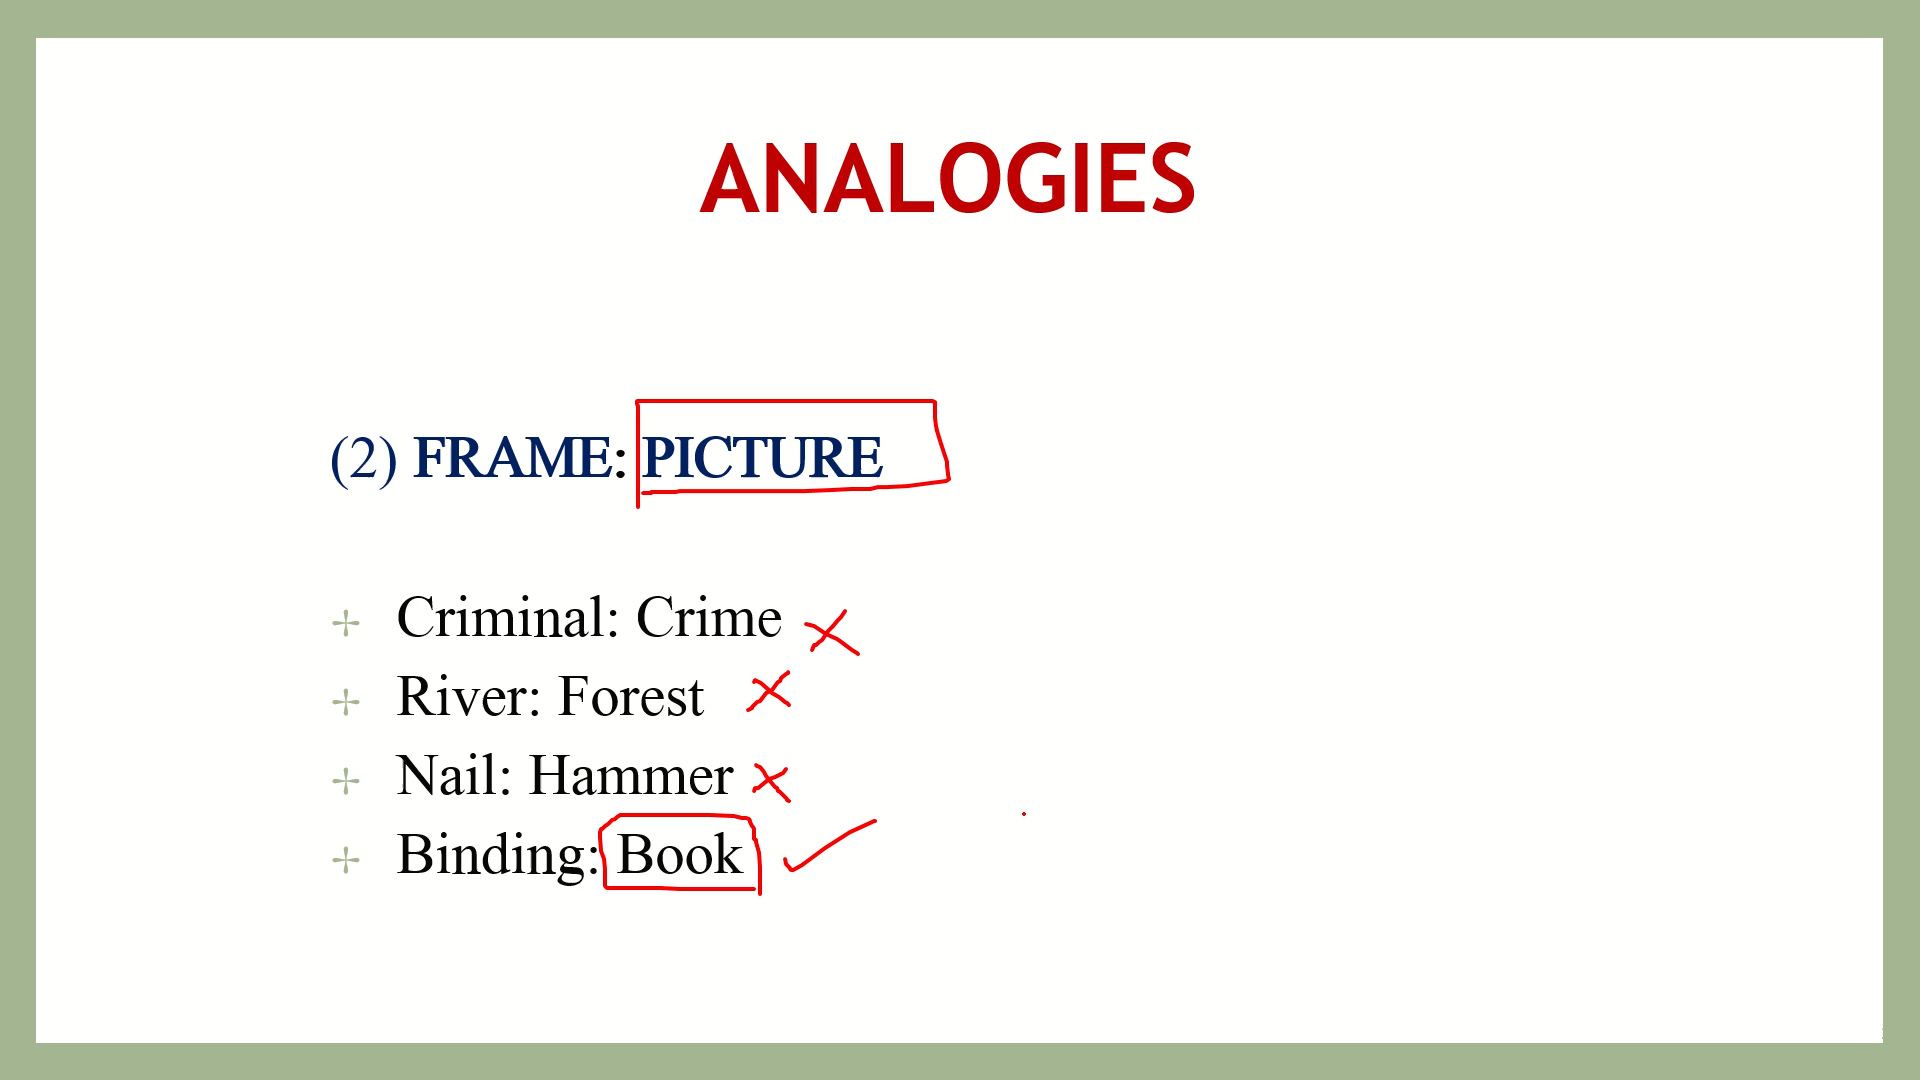 ANALOGIES
(2) FRAME: PICTURE
Criminal: Crime
River: Forest
Nail: Hammer
Binding: Book